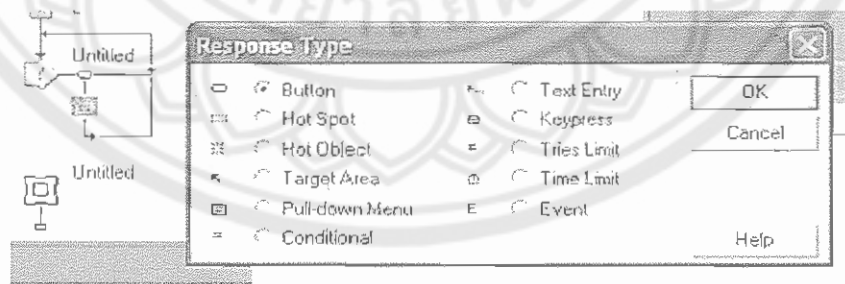 Untitled
Untitled
Response Type
Button
Hot Spot
Hot Object
Target Area
Pull-down Menu
Conditional
Text Entry
Keypress
Tries Limit
Time Limit
E Event
OK
Cancel
Help